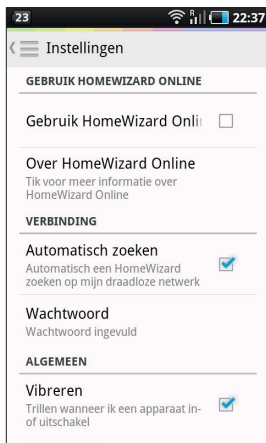 23 R 22:37
Instellingen
GEBRUIK HOMEWIZARD ONLINE
Gebruik HomeWizard Onli
Over HomeWizard Online
Tik voor meer informatie over
HomeWizard Online
VERBINDING
Automatisch zoeken
Automatisch een HomeWizard
zoeken op mijn draadloze netwerk
Wachtwoord
Wachtwoord ingevuld
ALGEMEEN
Vibreren
Trillen wanneer ik een apparaat in-
of uitschakel